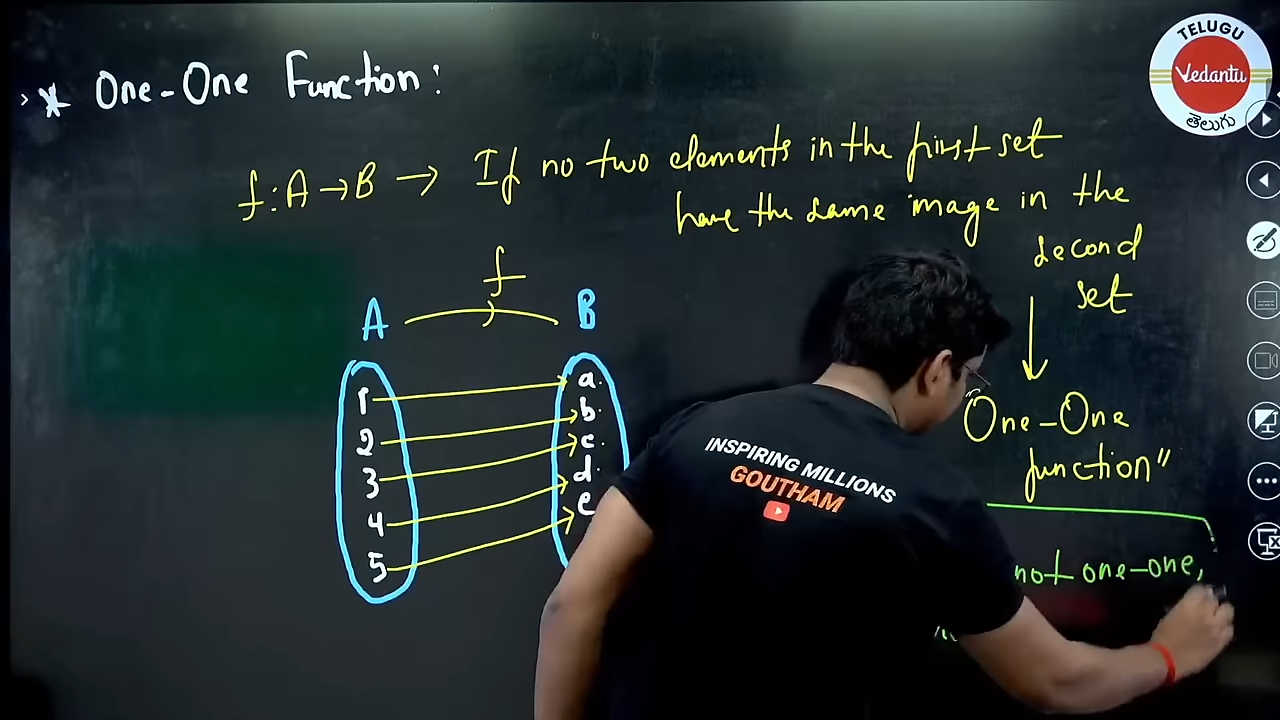 * One-One Function:
f: A → B → If no two elements in the first set
have the same image in the
second
set
f
A B
1 a.
2 b.
3 c.
4 d.
5 e
"One-One
function"
not one-one,
INSPIRING MILLIONS
GOUTHAM
TELUGU
Vedantu
తెలుగు